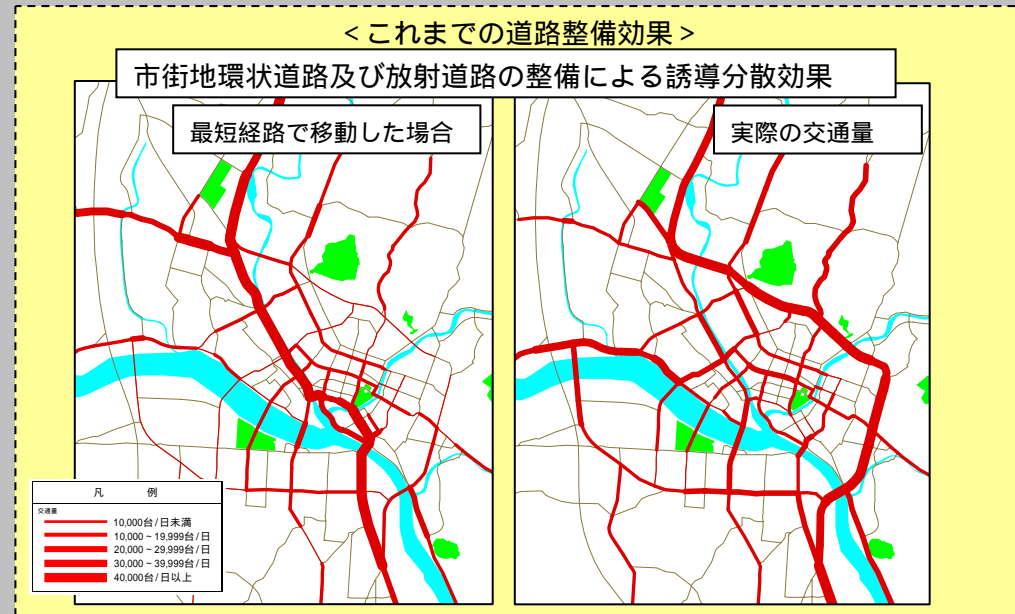 <これまでの道路整備効果>
市街地環状道路及び放射道路の整備による誘導分散効果
最短経路で移動した場合
実際の交通量
凡 例
交通量
10,000台/日未満
10,000~19,999台/日
20,000~29,999台/日
30,000~39,999台/日
40,000台/日以上